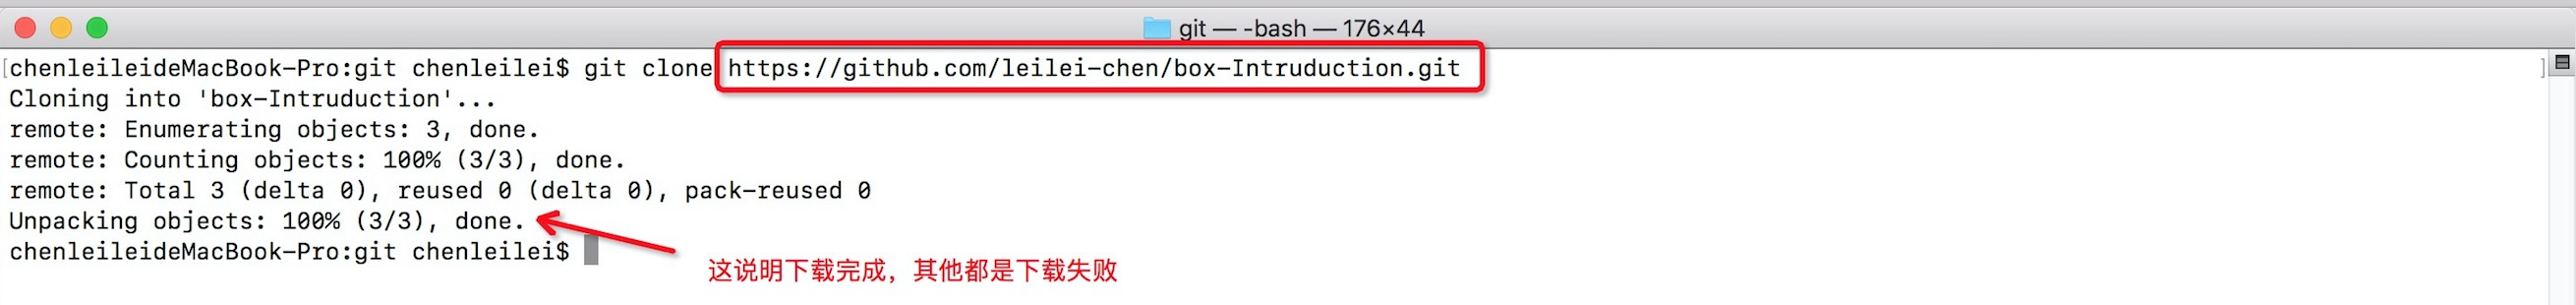 git — -bash — 176×44
[chenleileideMacBook-Pro:git chenleilei$ git clone https://github.com/leilei-chen/box-Intruduction.git ]
Cloning into 'box-Intruduction'...
remote: Enumerating objects: 3, done.
remote: Counting objects: 100% (3/3), done.
remote: Total 3 (delta 0), reused 0 (delta 0), pack-reused 0
Unpacking objects: 100% (3/3), done.
chenleileideMacBook-Pro:git chenleilei$
这说明下载完成，其他都是下载失败